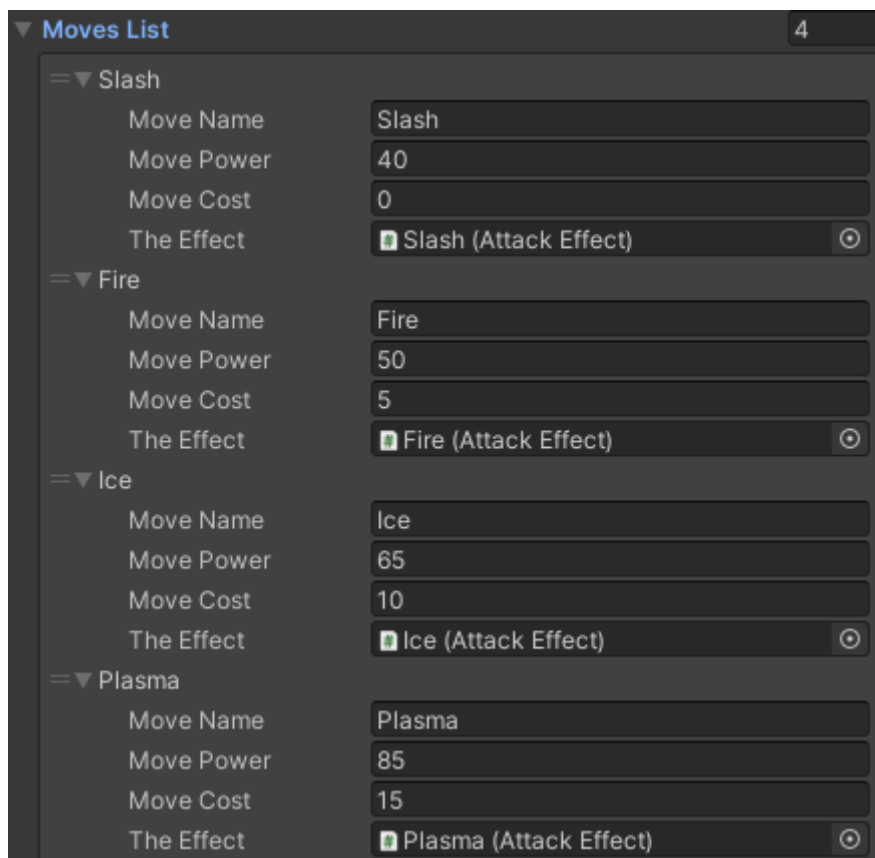 Moves List 4
Slash
Move Name Slash
Move Power 40
Move Cost 0
The Effect Slash (Attack Effect)
Fire
Move Name Fire
Move Power 50
Move Cost 5
The Effect Fire (Attack Effect)
Ice
Move Name Ice
Move Power 65
Move Cost 10
The Effect Ice (Attack Effect)
Plasma
Move Name Plasma
Move Power 85
Move Cost 15
The Effect Plasma (Attack Effect)